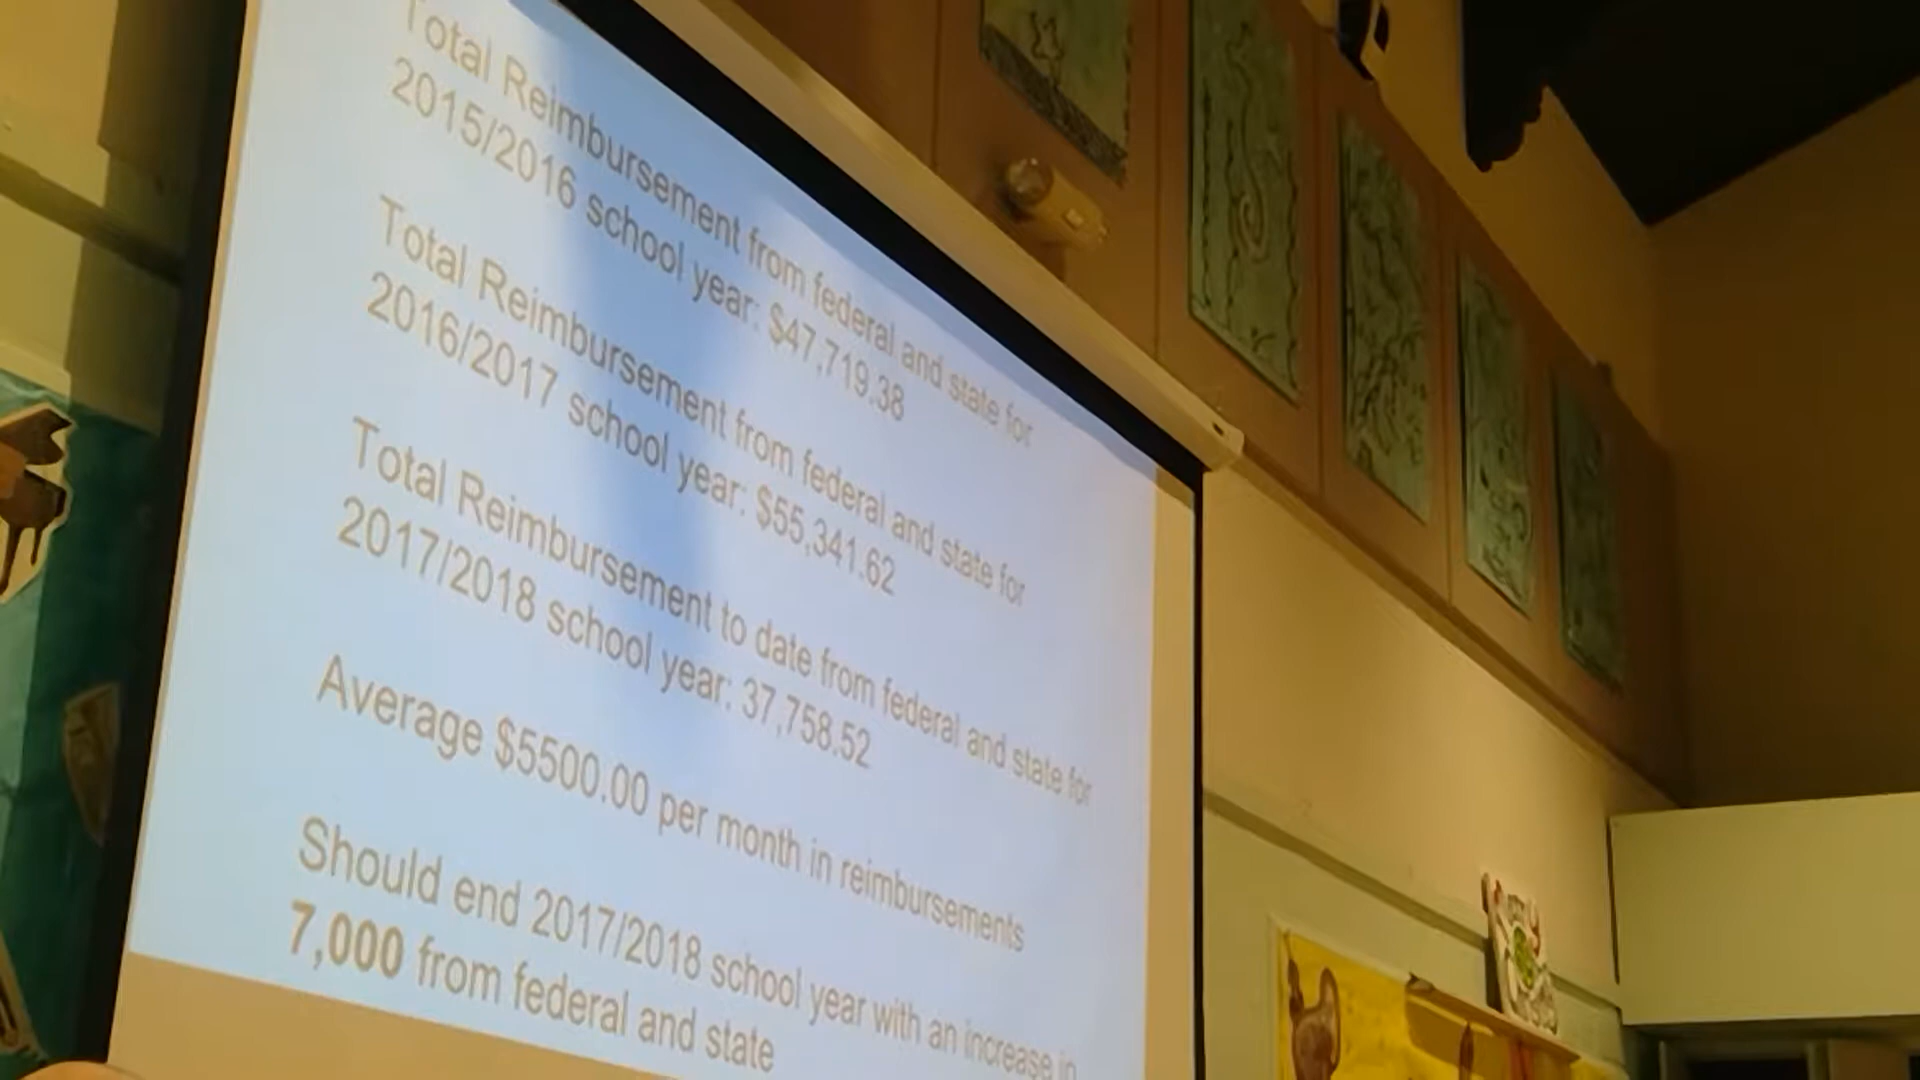 Total Reimbursement from federal and state for
2015/2016 school year: $47,719.38
Total Reimbursement from federal and state for
2016/2017 school year: $55,341.62
Total Reimbursement to date from federal and state for
2017/2018 school year: 37,758.52
Average $5500.00 per month in reimbursements
Should end 2017/2018 school year with an increase in
7,000 from federal and state